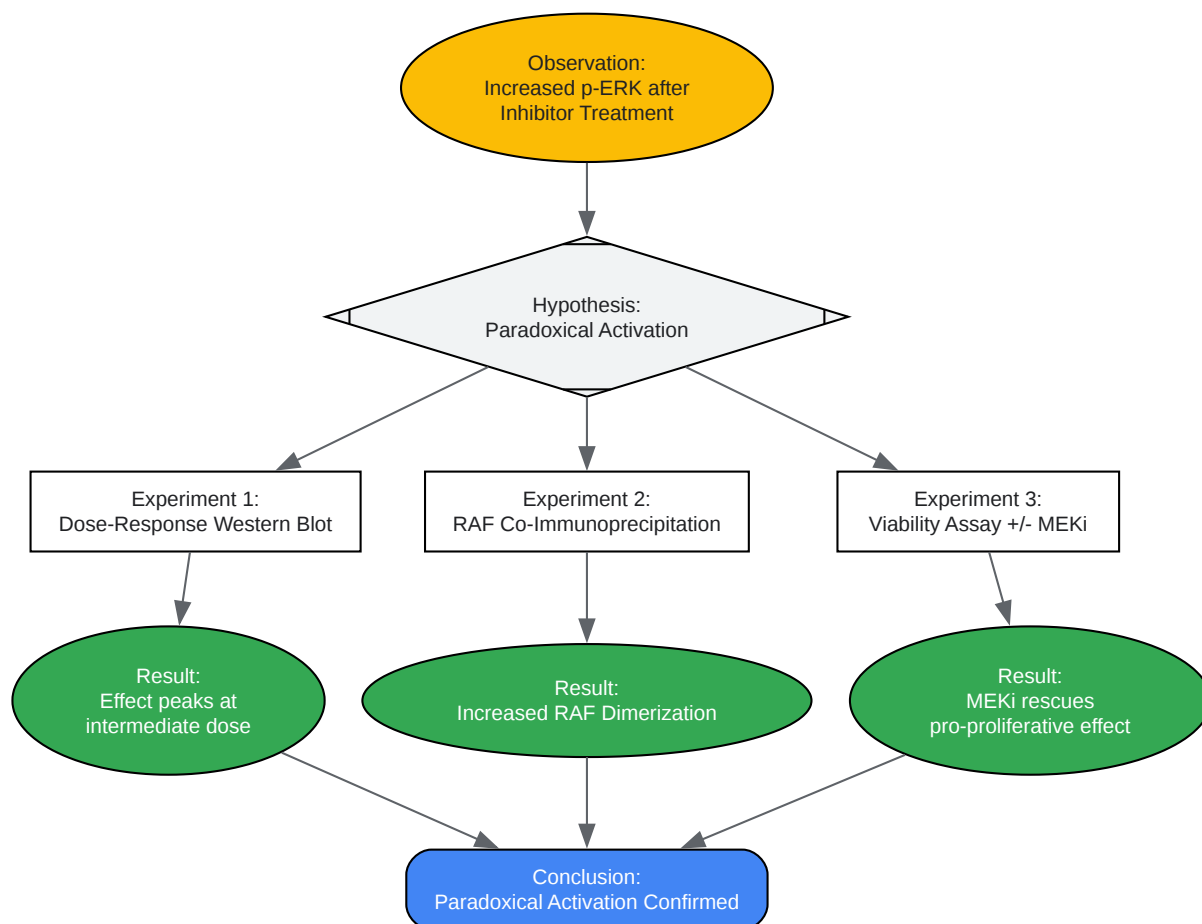 Observation:
Increased p-ERK after
Inhibitor Treatment
Hypothesis:
Paradoxical Activation
Experiment 1:
Dose-Response Western Blot
Experiment 2:
RAF Co-Immunoprecipitation
Experiment 3:
Viability Assay +/- MEKi
Result:
Effect peaks at
intermediate dose
Result:
Increased RAF Dimerization
Result:
MEKi rescues
pro-proliferative effect
Conclusion:
Paradoxical Activation Confirmed